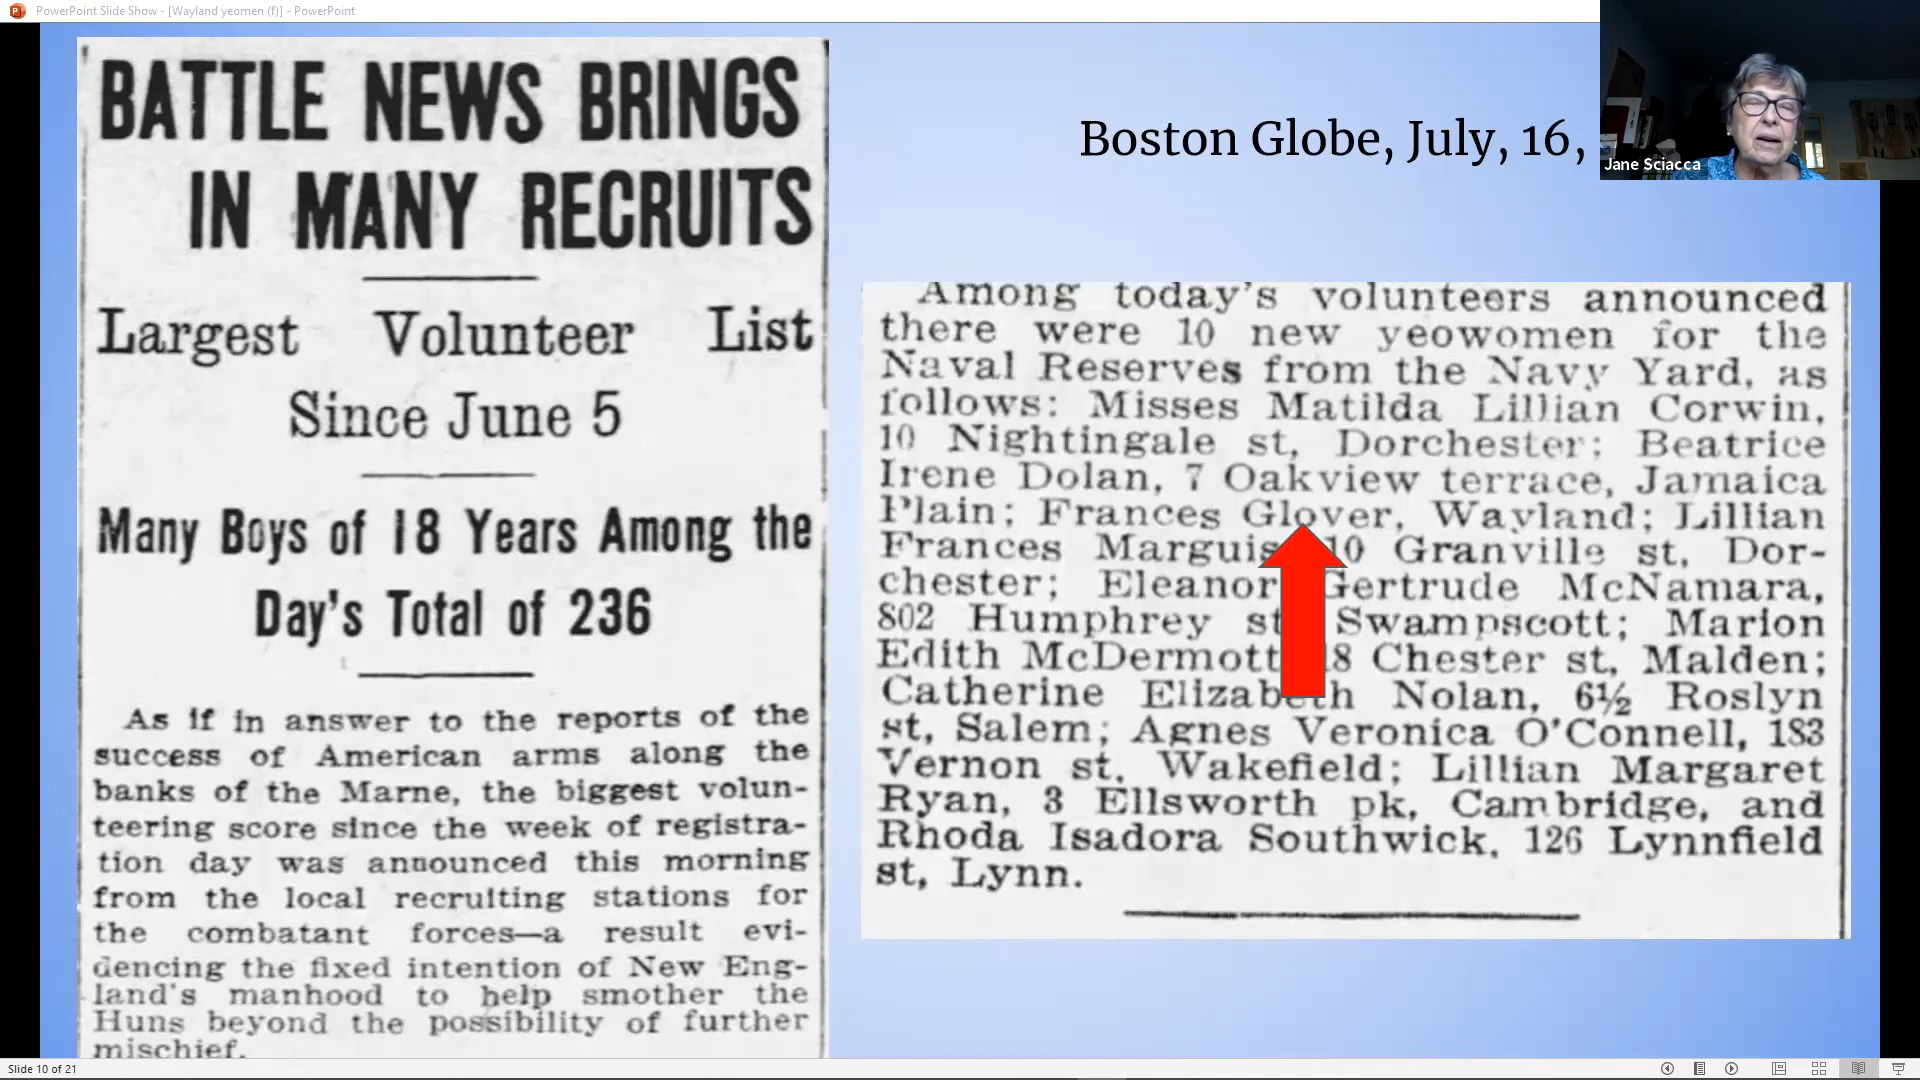 PowerPoint Slide Show - [Wayland yeomen (f)] - PowerPoint
BATTLE NEWS BRINGS
IN MANY RECRUITS
Largest Volunteer List
Since June 5
Many Boys of 18 Years Among the
Day's Total of 236
As if in answer to the reports of the
success of American arms along the
banks of the Marne, the biggest volun-
teering score since the week of registra-
tion day was announced this morning
from the local recruiting stations for
the combatant forces—a result evi-
dencing the fixed intention of New Eng-
land's manhood to help smother the
Huns beyond the possibility of further
mischief.
Boston Globe, July, 16,
Jane Sciacca
Among today's volunteers announced
there were 10 new yeowomen for the
Naval Reserves from the Navy Yard, as
follows: Misses Matilda Lillian Corwin,
10 Nightingale st, Dorchester; Beatrice
Irene Dolan, 7 Oakview terrace, Jamaica
Plain; Frances Glover, Wayland; Lillian
Frances Marguis 10 Granville st, Dor-
chester; Eleanor Gertrude McNamara,
802 Humphrey st Swampscott; Marion
Edith McDermott 18 Chester st, Malden;
Catherine Elizabeth Nolan, 6½ Roslyn
st, Salem; Agnes Veronica O'Connell, 183
Vernon st, Wakefield; Lillian Margaret
Ryan, 3 Ellsworth pk, Cambridge, and
Rhoda Isadora Southwick, 126 Lynnfield
st, Lynn.
Slide 10 of 21